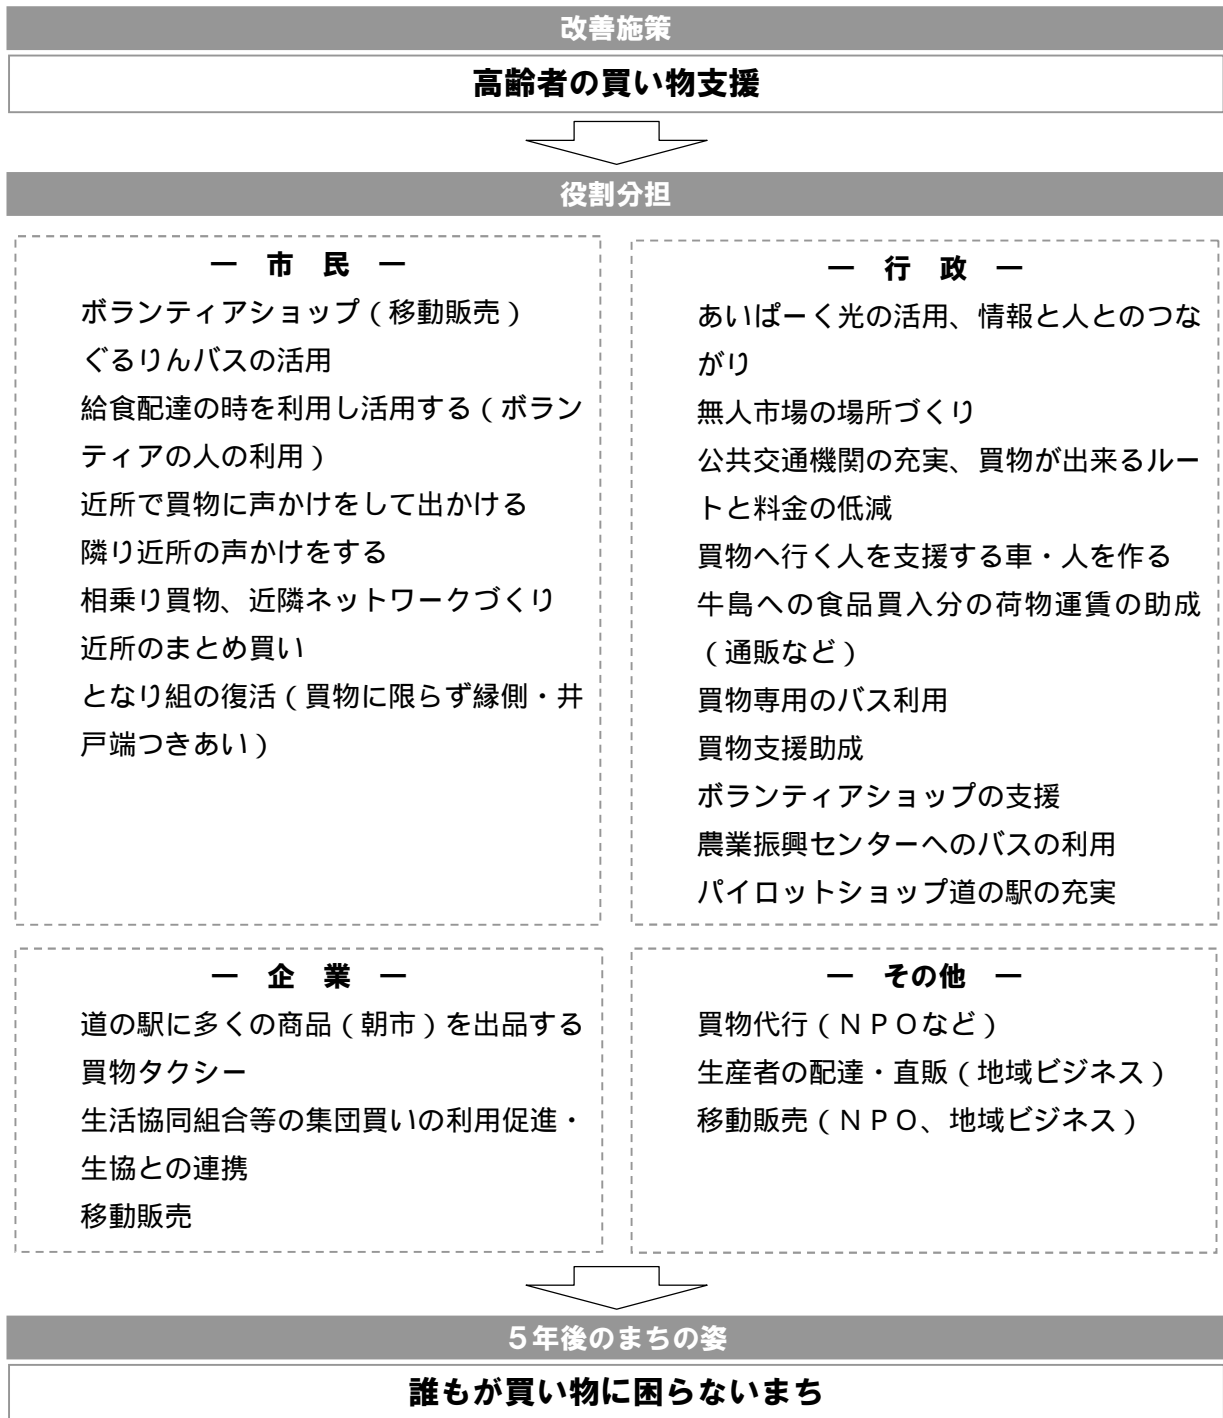 改善施策
高齢者の買い物支援
役割分担
― 市 民 ―
ボランティアショップ（移動販売）
ぐるりんバスの活用
給食配達の時を利用し活用する（ボラン
ティアの人の利用）
近所で買物に声かけをして出かける
隣り近所の声かけをする
相乗り買物、近隣ネットワークづくり
近所のまとめ買い
となり組の復活（買物に限らず縁側・井
戸端つきあい）
― 行 政 ―
あいぱーく光の活用、情報と人とのつな
がり
無人市場の場所づくり
公共交通機関の充実、買物が出来るルー
トと料金の低減
買物へ行く人を支援する車・人を作る
牛島への食品買入分の荷物運賃の助成
（通販など）
買物専用のバス利用
買物支援助成
ボランティアショップの支援
農業振興センターへのバスの利用
パイロットショップ道の駅の充実
― 企 業 ―
道の駅に多くの商品（朝市）を出品する
買物タクシー
生活協同組合等の集団買いの利用促進・
生協との連携
移動販売
― その他 ―
買物代行（ＮＰＯなど）
生産者の配達・直販（地域ビジネス）
移動販売（ＮＰＯ、地域ビジネス）
５年後のまちの姿
誰もが買い物に困らないまち